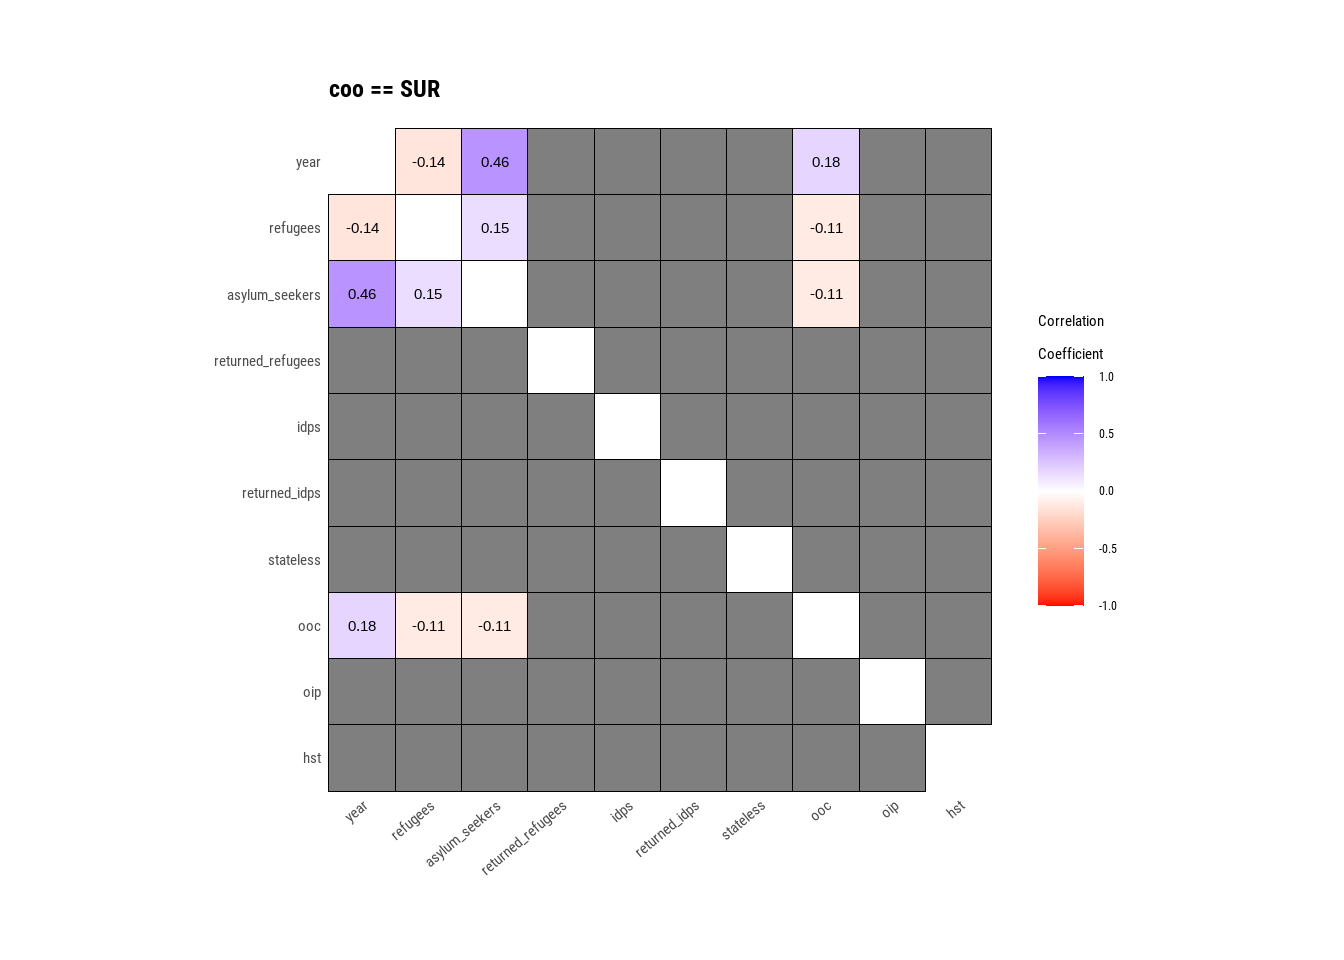 coo == SUR
year -0.14 0.46 0.18
refugees -0.14 0.15 -0.11
asylum_seekers 0.46 0.15 -0.11
returned_refugees
idps
returned_idps
stateless
ooc 0.18 -0.11 -0.11
oip
hst
year refugees asylum_seekers returned_refugees idps returned_idps stateless ooc oip hst
Correlation
Coefficient
1.0
0.5
0.0
-0.5
-1.0